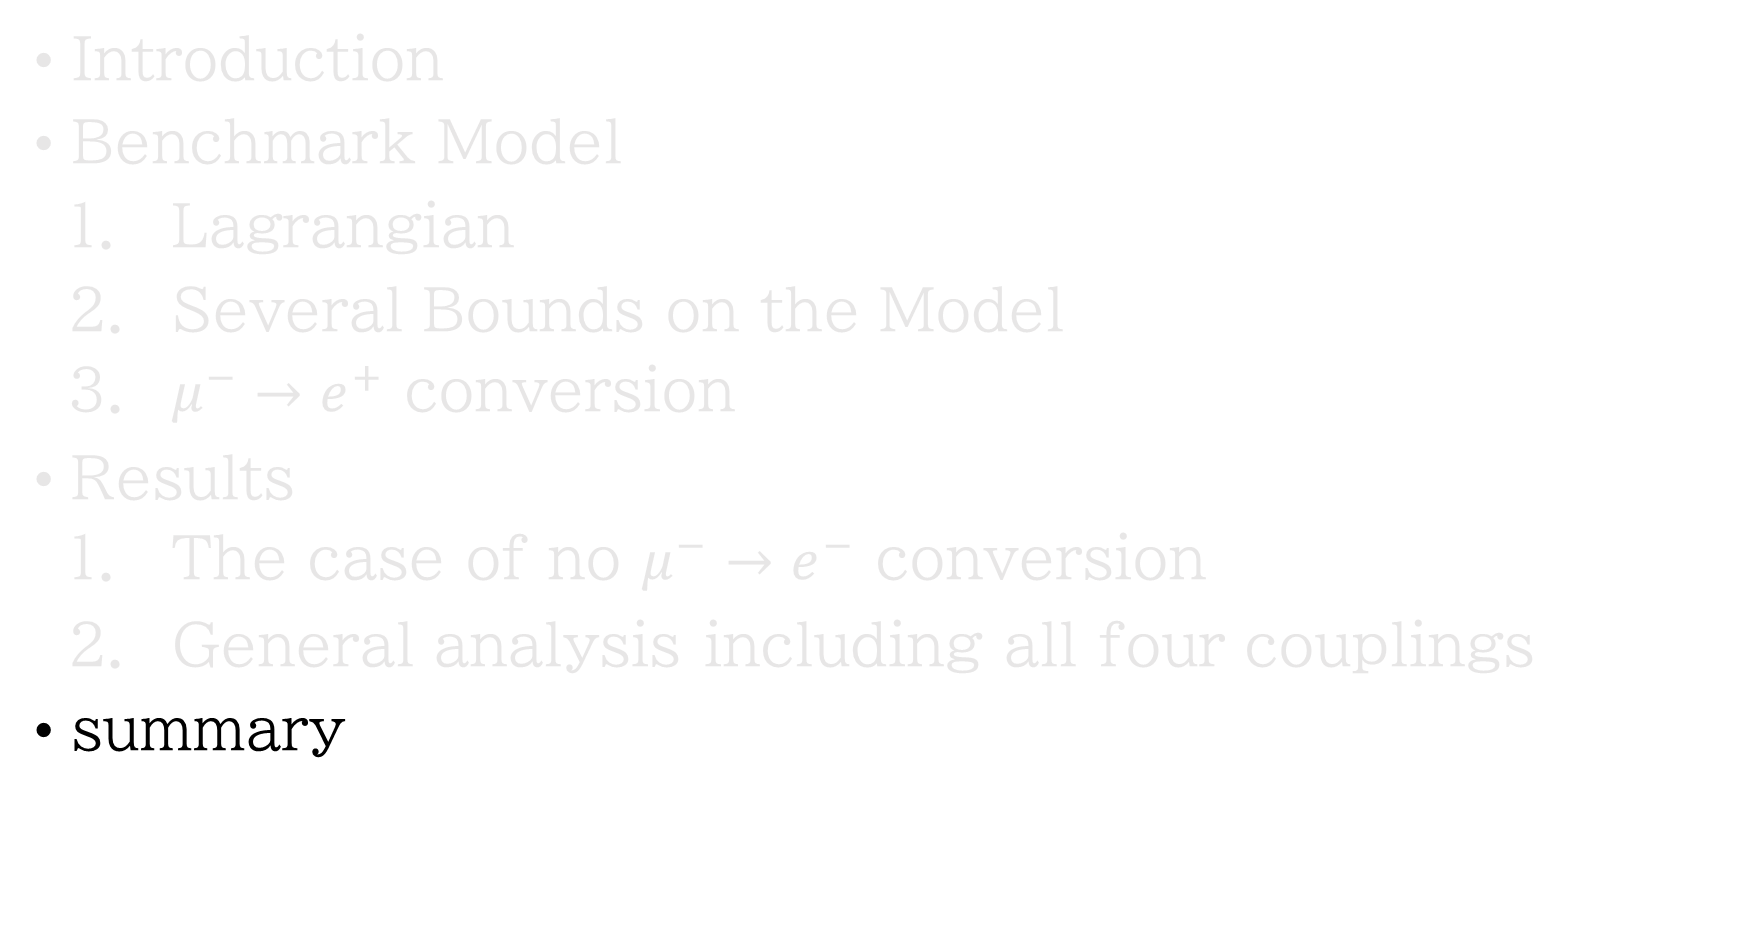 • Introduction
• Benchmark Model
1. Lagrangian
2. Several Bounds on the Model
3. μ⁻ → e⁺ conversion
• Results
1. The case of no μ⁻ → e⁻ conversion
2. General analysis including all four couplings
• summary